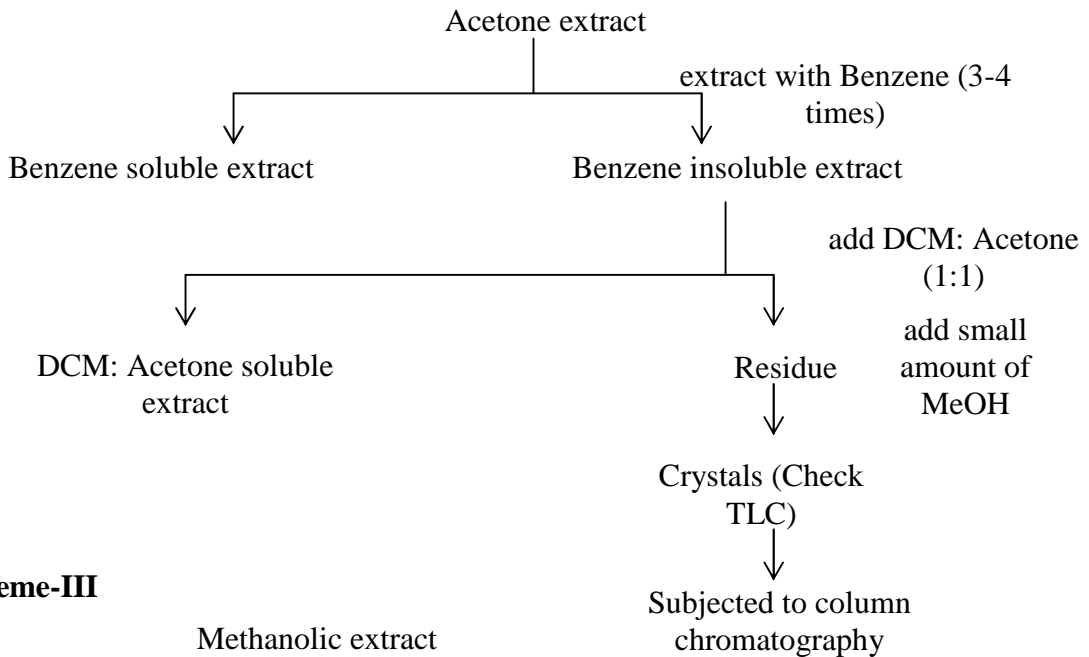 Acetone extract
extract with Benzene (3-4
times)
Benzene soluble extract
Benzene insoluble extract
add DCM: Acetone
(1:1)
add small
amount of
MeOH
DCM: Acetone soluble
extract
Residue
Crystals (Check
TLC)
Subjected to column
chromatography
eme-III
Methanolic extract